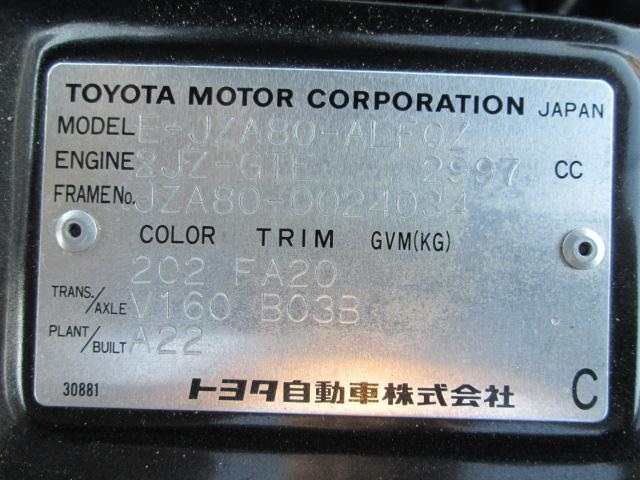 TOYOTA MOTOR CORPORATION JAPAN
MODEL E-JZA80-ALFQZ
ENGINE 2JZ-GTE 2997 CC
FRAME No. JZA80-0024034
COLOR TRIM GVM(KG)
202 FA20
TRANS./AXLE V160 B03B
PLANT/BUILT A22
30881 トヨタ自動車株式会社 C